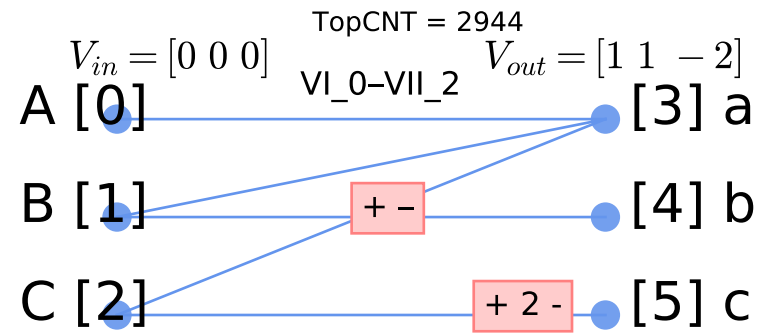 TopCNT = 2944
V_in = [0 0 0]
V_out = [1 1 −2]
VI_0–VII_2
A [0]
[3] a
B [1]
+ –
[4] b
C [2]
+ 2 -
[5] c